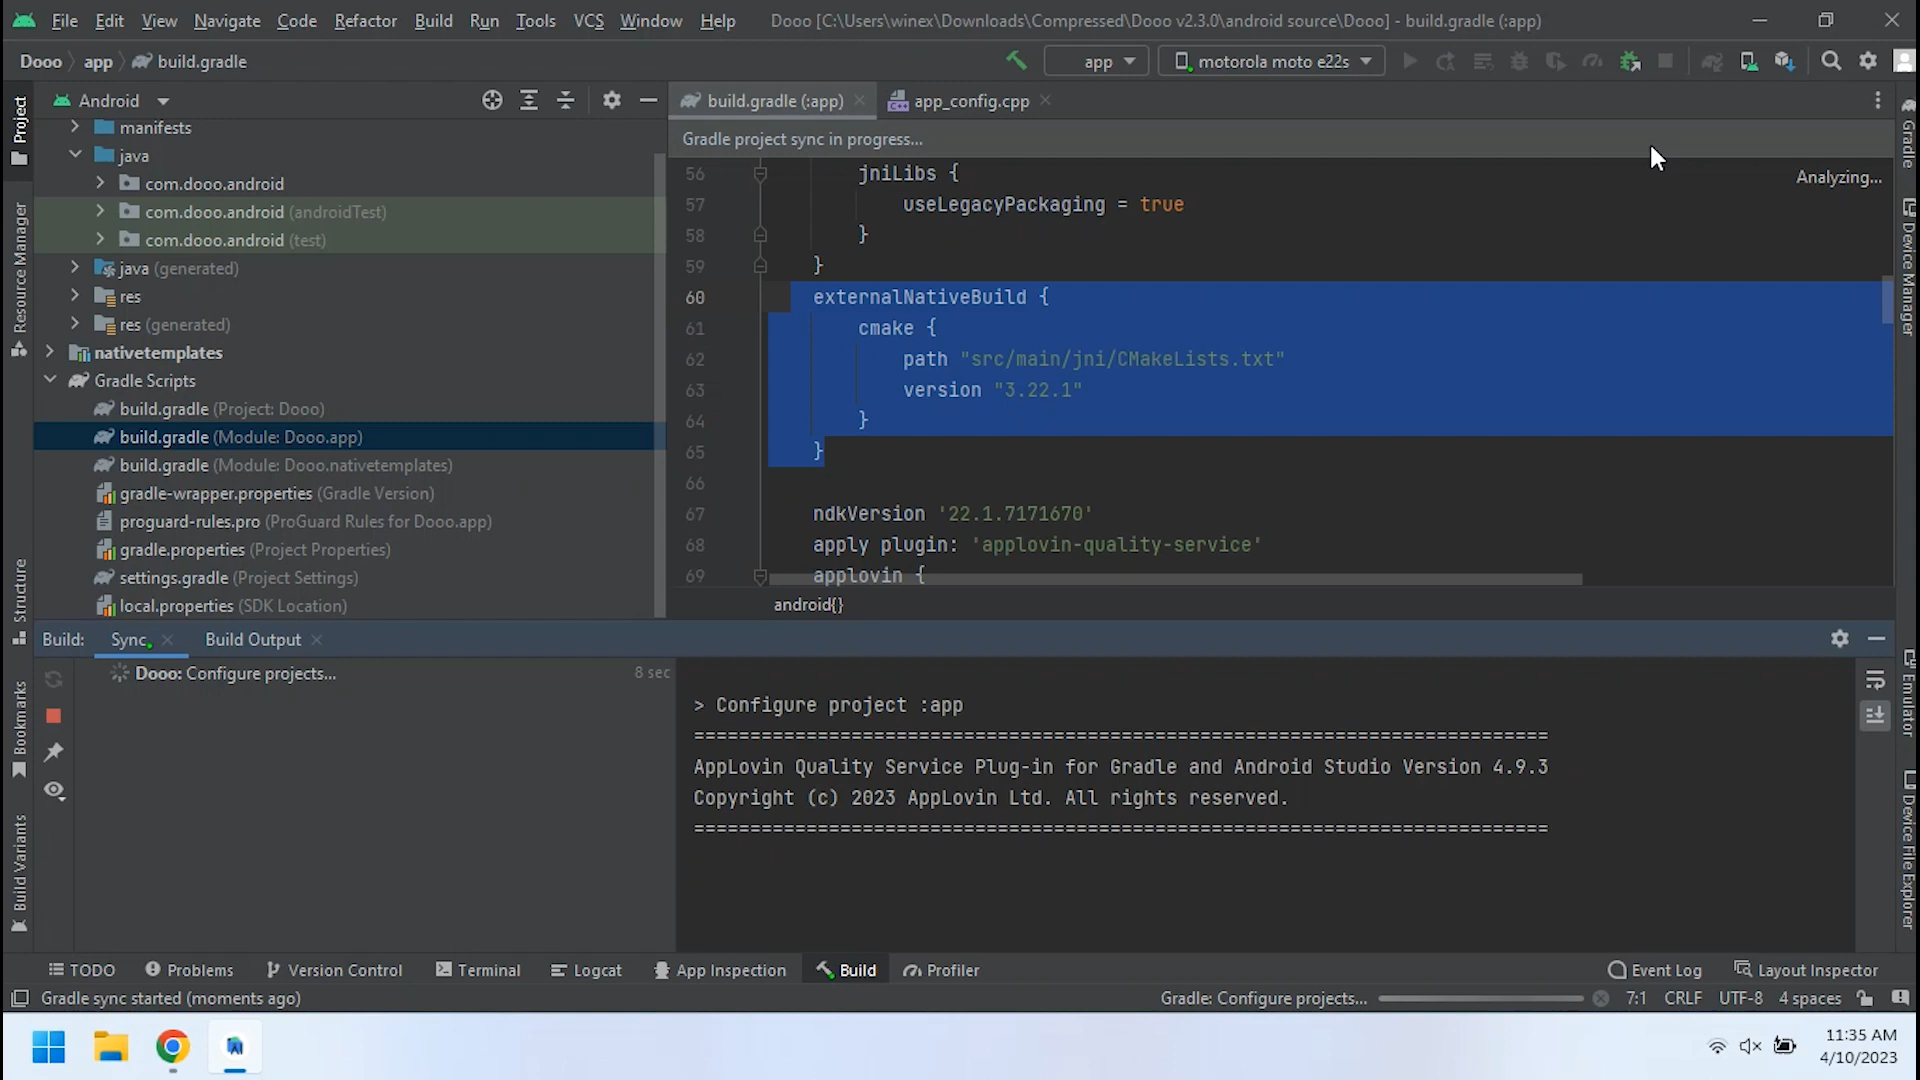 File Edit View Navigate Code Refactor Build Run Tools VCS Window Help Dooo [C:\Users\winex\Downloads\Compressed\Dooo v2.3.0\android source\Dooo] - build.gradle (:app)
Dooo app build.gradle app motorola moto e22s
Project
Android
build.gradle (:app) app_config.cpp
Gradle project sync in progress...
Analyzing...
manifests
java
com.dooo.android
com.dooo.android (androidTest)
com.dooo.android (test)
java (generated)
res
res (generated)
nativetemplates
Gradle Scripts
build.gradle (Project: Dooo)
build.gradle (Module: Dooo.app)
build.gradle (Module: Dooo.nativetemplates)
gradle-wrapper.properties (Gradle Version)
proguard-rules.pro (ProGuard Rules for Dooo.app)
gradle.properties (Project Properties)
settings.gradle (Project Settings)
local.properties (SDK Location)
56 jniLibs {
57 useLegacyPackaging = true
58 }
59 }
60 externalNativeBuild {
61 cmake {
62 path "src/main/jni/CMakeLists.txt"
63 version "3.22.1"
64 }
65 }
66
67 ndkVersion '22.1.7171670'
68 apply plugin: 'applovin-quality-service'
69 applovin {
android{}
Resource Manager
Structure
Bookmarks
Build Variants
Gradle
Device Manager
Emulator
Device File Explorer
Build: Sync Build Output
Dooo: Configure projects... 8 sec
> Configure project :app
============================================================================
AppLovin Quality Service Plug-in for Gradle and Android Studio Version 4.9.3
Copyright (c) 2023 AppLovin Ltd. All rights reserved.
============================================================================
TODO Problems Version Control Terminal Logcat App Inspection Build Profiler Event Log Layout Inspector
Gradle sync started (moments ago) Gradle: Configure projects... 7:1 CRLF UTF-8 4 spaces
11:35 AM
4/10/2023